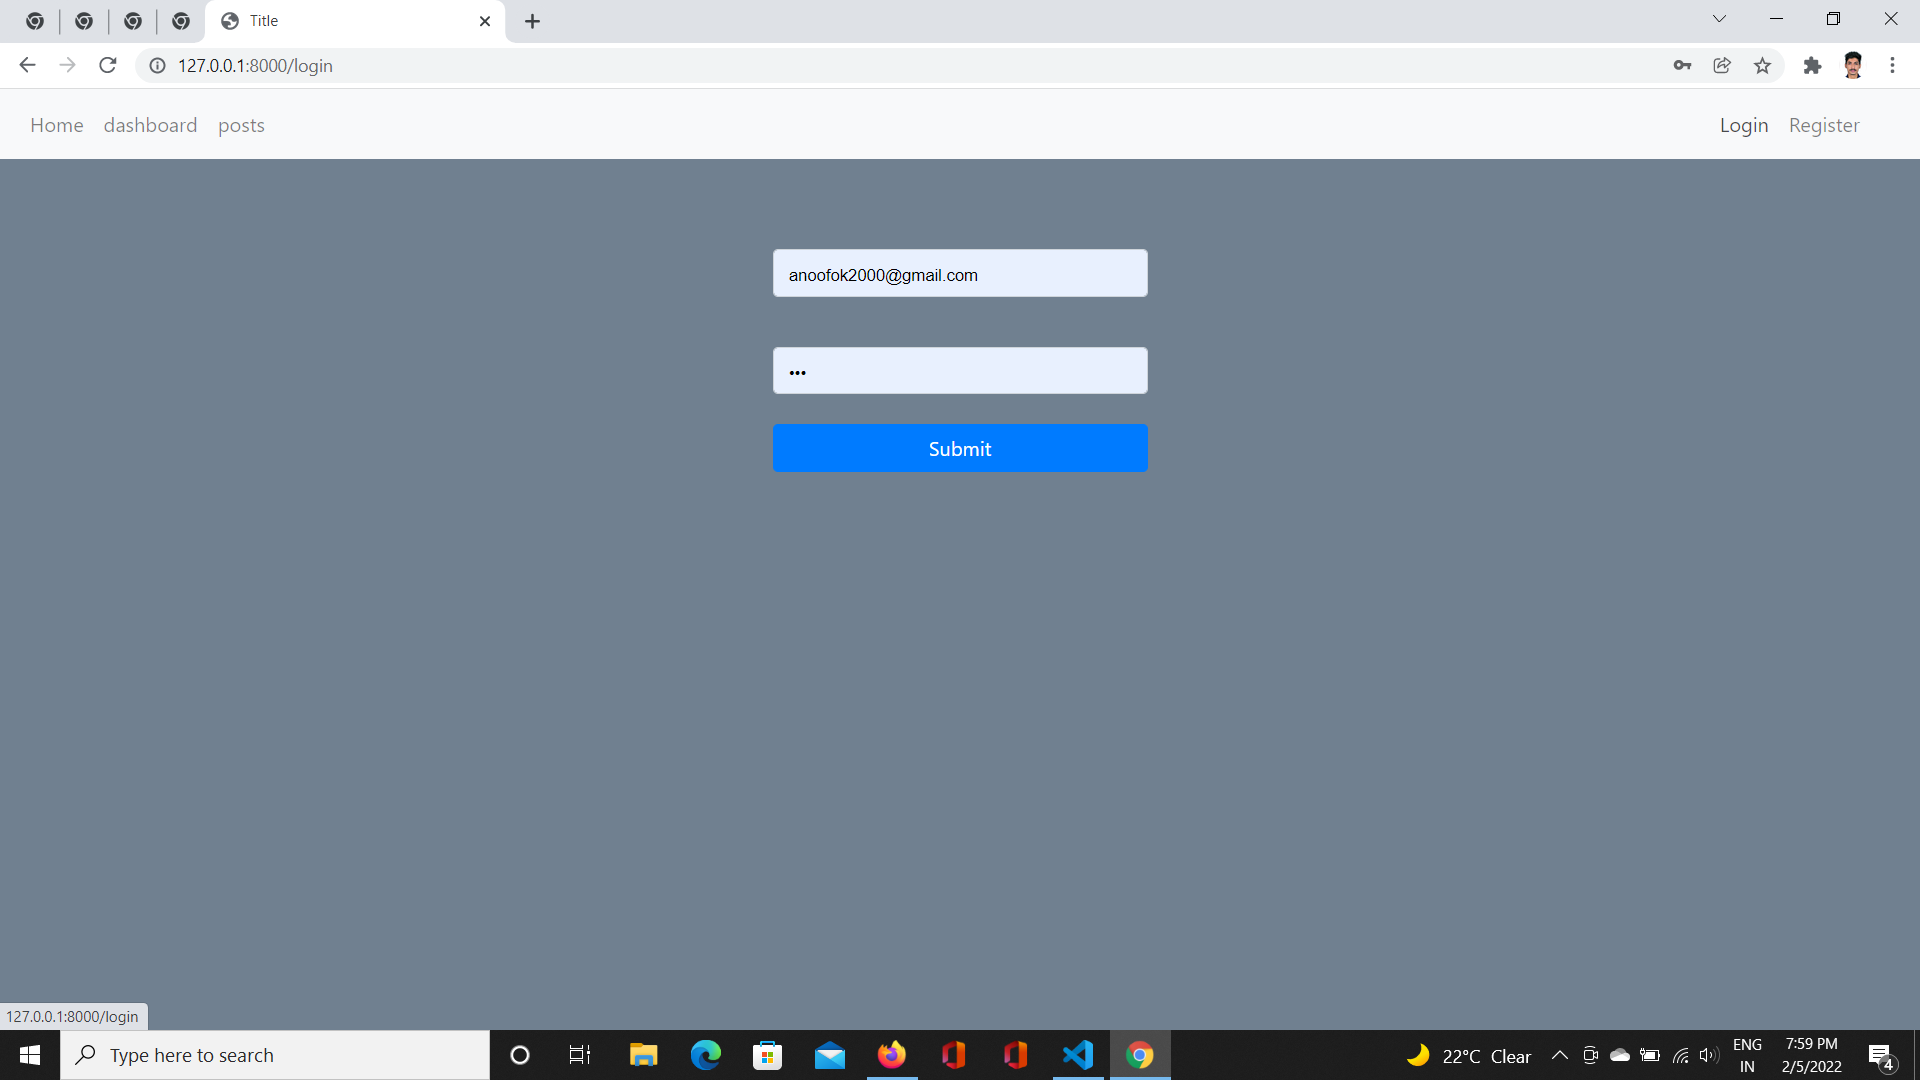 Title
127.0.0.1:8000/login
Home dashboard posts Login Register
anoofok2000@gmail.com
•••
Submit
127.0.0.1:8000/login
Type here to search
22°C Clear
ENG
IN
7:59 PM
2/5/2022
4